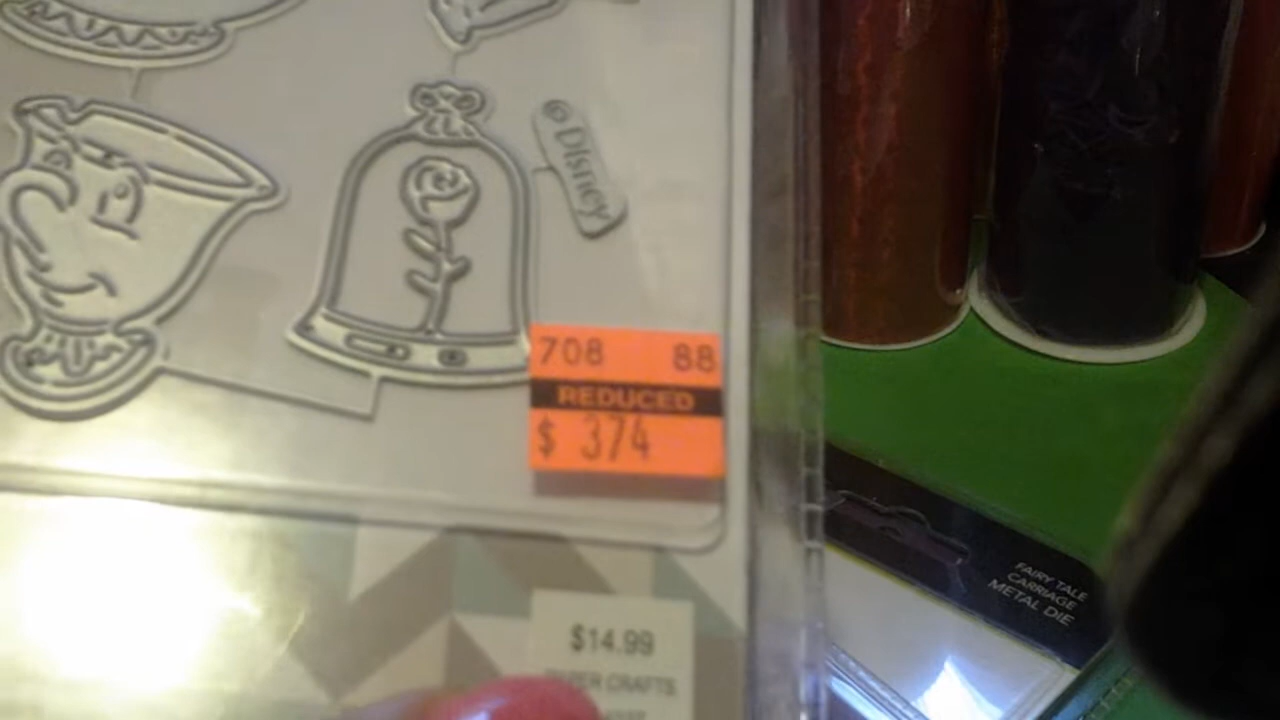 © Disney
708 88
REDUCED
$ 374
$14.99
PAPER CRAFTS
FAIRY TALE
CARRIAGE
METAL DIE